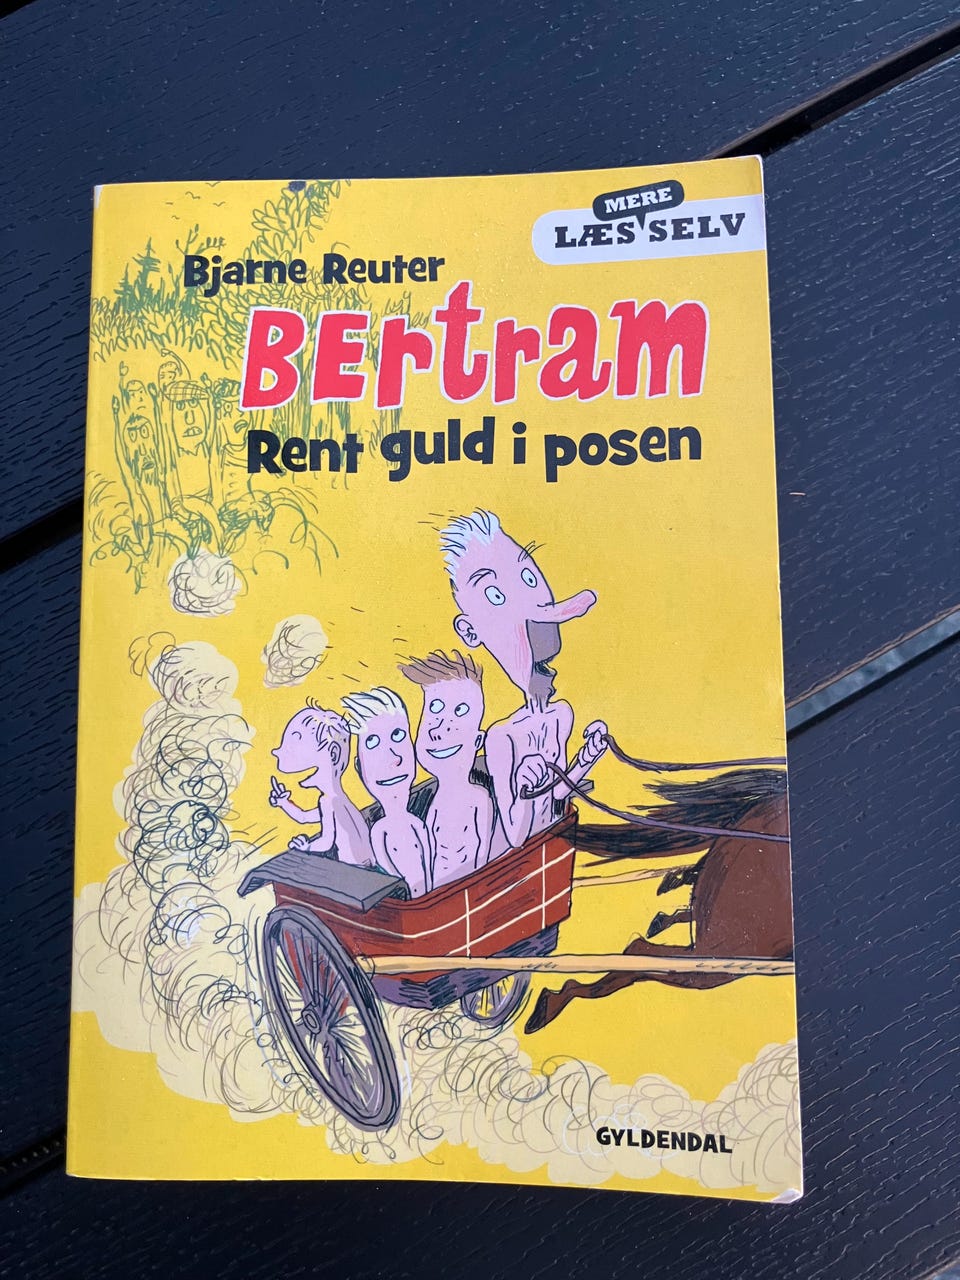 MERE
LÆS SELV
Bjarne Reuter
BERTRAM
Rent guld i posen
GYLDENDAL